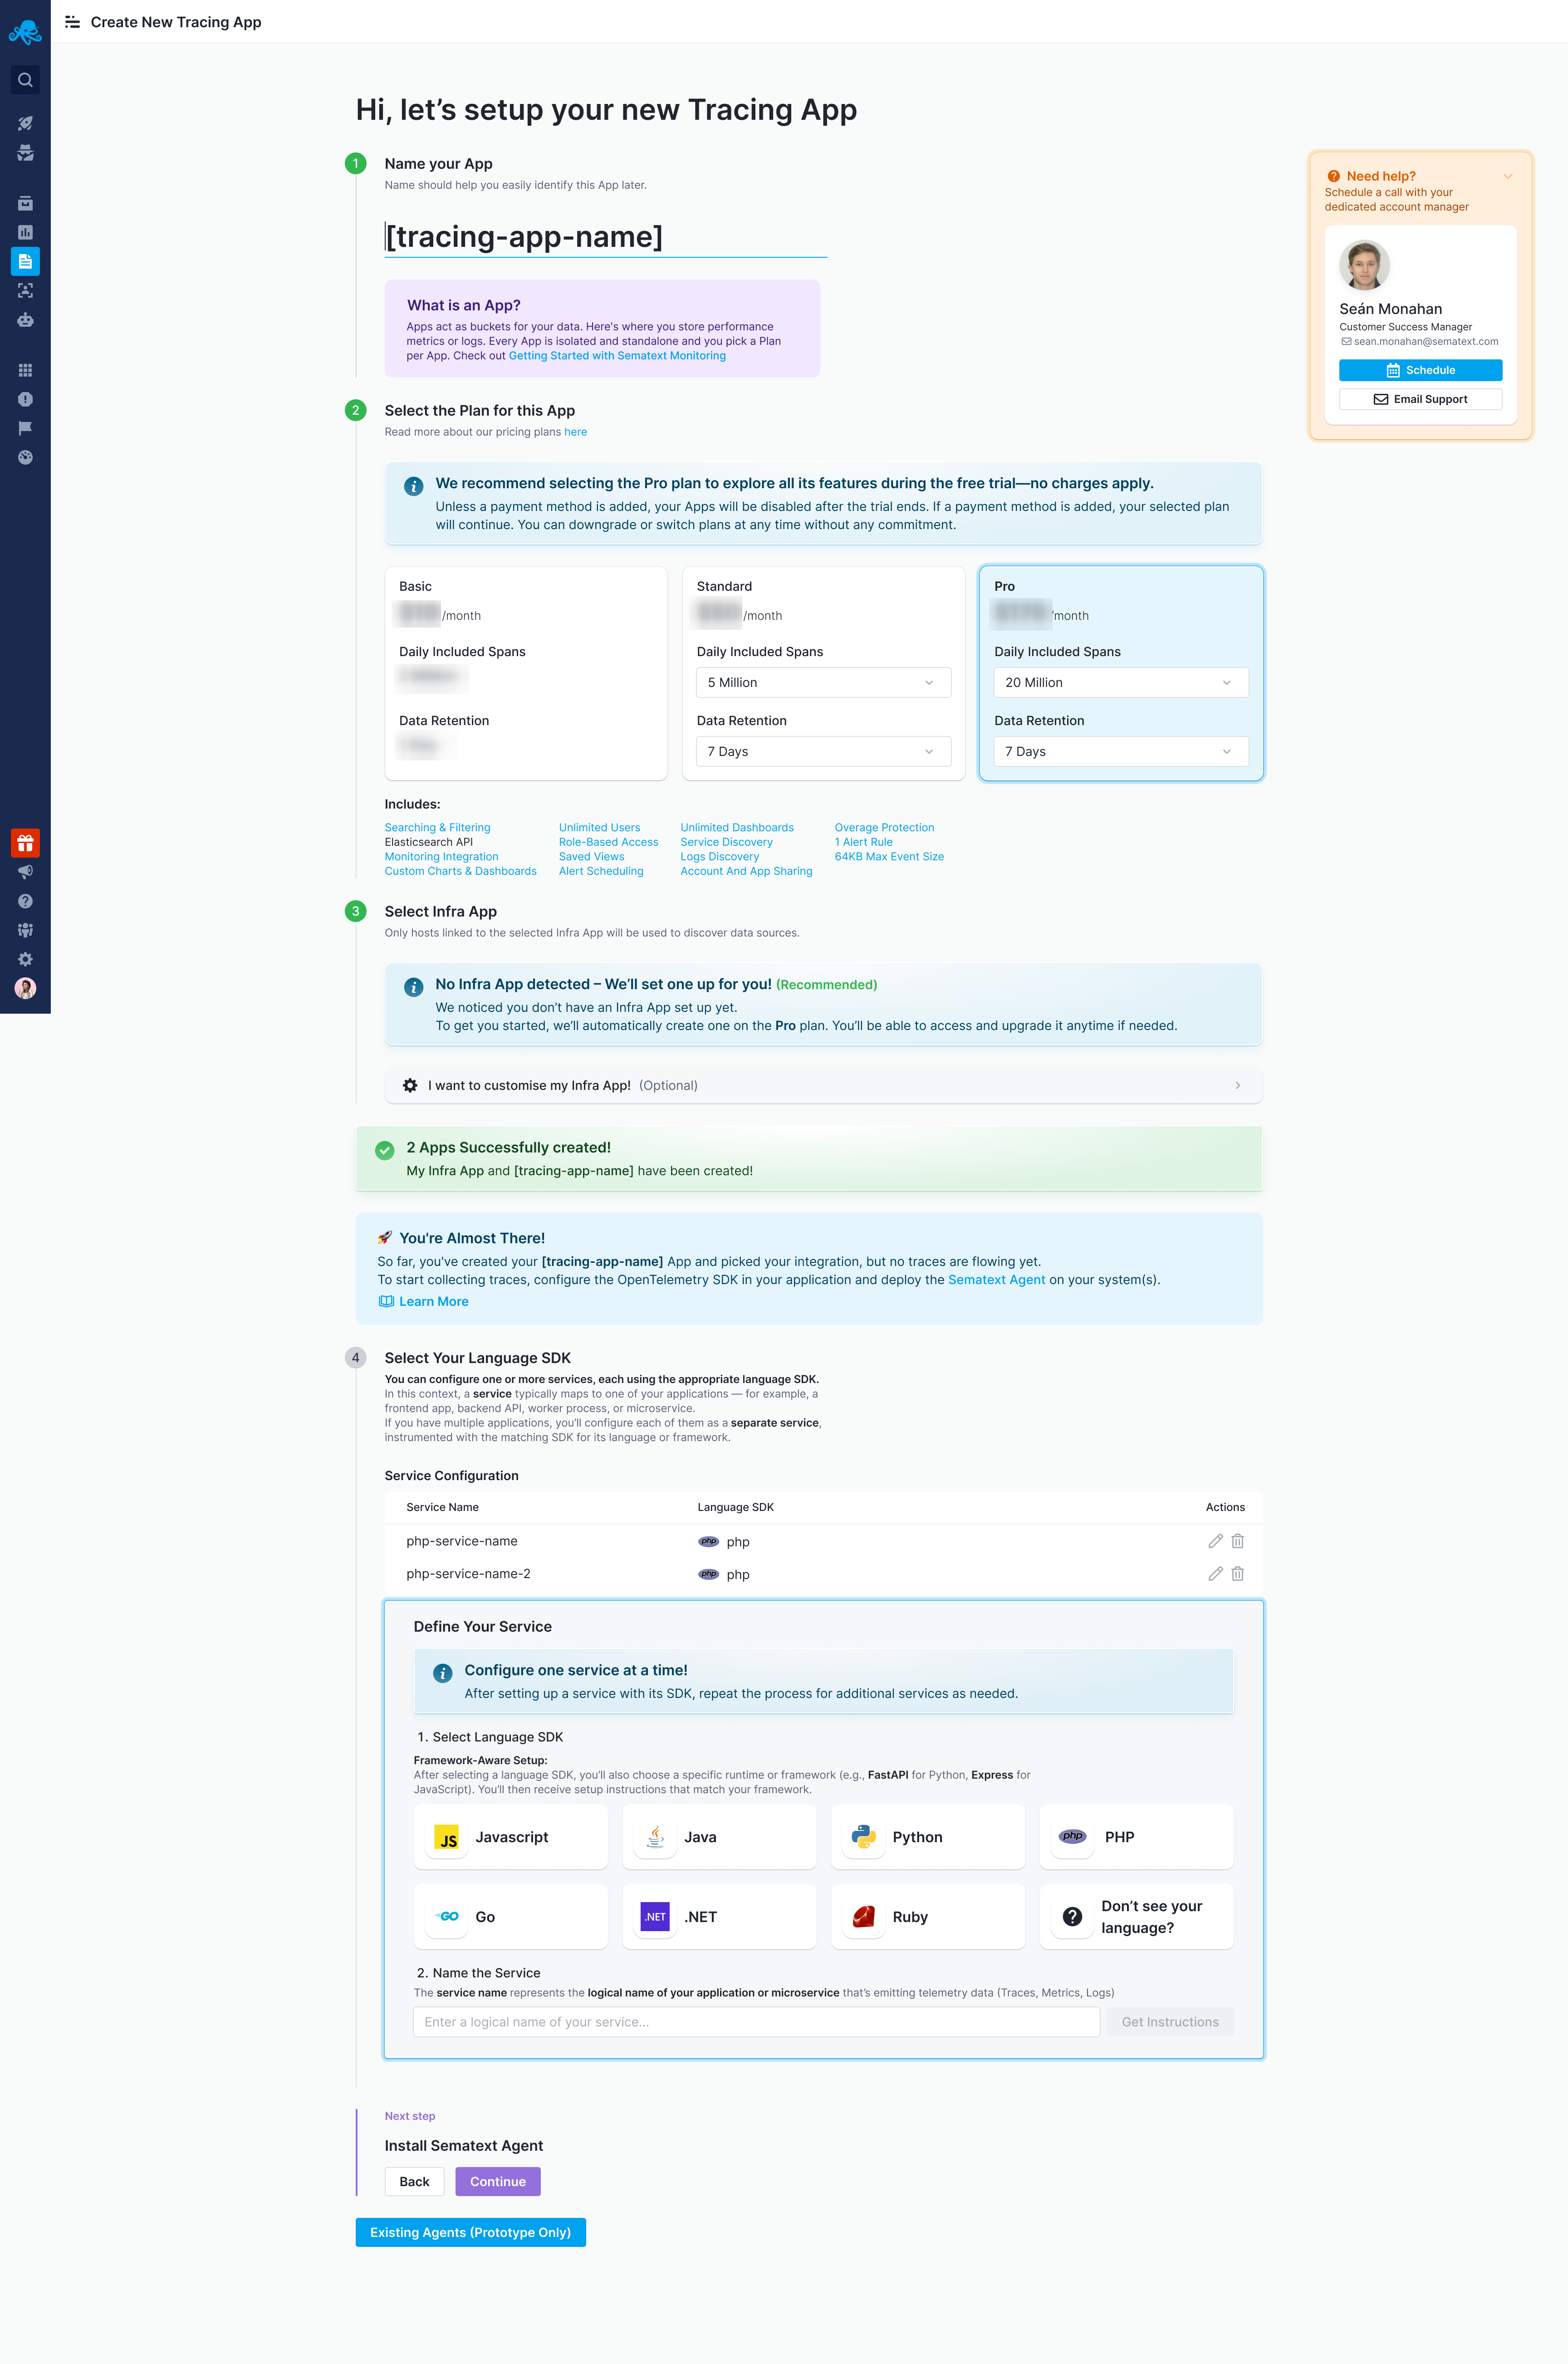 Create New Tracing App
Hi, let’s setup your new Tracing App
1
Name your App
Name should help you easily identify this App later.
[tracing-app-name]
What is an App?
Apps act as buckets for your data. Here's where you store performance
metrics or logs. Every App is isolated and standalone and you pick a Plan
per App. Check out Getting Started with Sematext Monitoring
Need help?
Schedule a call with your
dedicated account manager
Seán Monahan
Customer Success Manager
sean.monahan@sematext.com
Schedule
Email Support
2
Select the Plan for this App
Read more about our pricing plans here
We recommend selecting the Pro plan to explore all its features during the free trial—no charges apply.
Unless a payment method is added, your Apps will be disabled after the trial ends. If a payment method is added, your selected plan
will continue. You can downgrade or switch plans at any time without any commitment.
Basic
/month
Daily Included Spans
Data Retention
Standard
/month
Daily Included Spans
5 Million
Data Retention
7 Days
Pro
/month
Daily Included Spans
20 Million
Data Retention
7 Days
Includes:
Searching & Filtering
Elasticsearch API
Monitoring Integration
Custom Charts & Dashboards
Unlimited Users
Role-Based Access
Saved Views
Alert Scheduling
Unlimited Dashboards
Service Discovery
Logs Discovery
Account And App Sharing
Overage Protection
1 Alert Rule
64KB Max Event Size
3
Select Infra App
Only hosts linked to the selected Infra App will be used to discover data sources.
No Infra App detected – We’ll set one up for you! (Recommended)
We noticed you don’t have an Infra App set up yet.
To get you started, we’ll automatically create one on the Pro plan. You’ll be able to access and upgrade it anytime if needed.
I want to customise my Infra App! (Optional)
2 Apps Successfully created!
My Infra App and [tracing-app-name] have been created!
🚀 You're Almost There!
So far, you've created your [tracing-app-name] App and picked your integration, but no traces are flowing yet.
To start collecting traces, configure the OpenTelemetry SDK in your application and deploy the Sematext Agent on your system(s).
Learn More
4
Select Your Language SDK
You can configure one or more services, each using the appropriate language SDK.
In this context, a service typically maps to one of your applications — for example, a
frontend app, backend API, worker process, or microservice.
If you have multiple applications, you’ll configure each of them as a separate service,
instrumented with the matching SDK for its language or framework.
Service Configuration
Service Name Language SDK Actions
php-service-name php php
php-service-name-2 php php
Define Your Service
Configure one service at a time!
After setting up a service with its SDK, repeat the process for additional services as needed.
1. Select Language SDK
Framework-Aware Setup:
After selecting a language SDK, you’ll also choose a specific runtime or framework (e.g., FastAPI for Python, Express for
JavaScript). You’ll then receive setup instructions that match your framework.
JS Javascript
Java
Python
php PHP
GO Go
.NET .NET
Ruby
Don’t see your
language?
2. Name the Service
The service name represents the logical name of your application or microservice that’s emitting telemetry data (Traces, Metrics, Logs)
Enter a logical name of your service...
Get Instructions
Next step
Install Sematext Agent
Back
Continue
Existing Agents (Prototype Only)